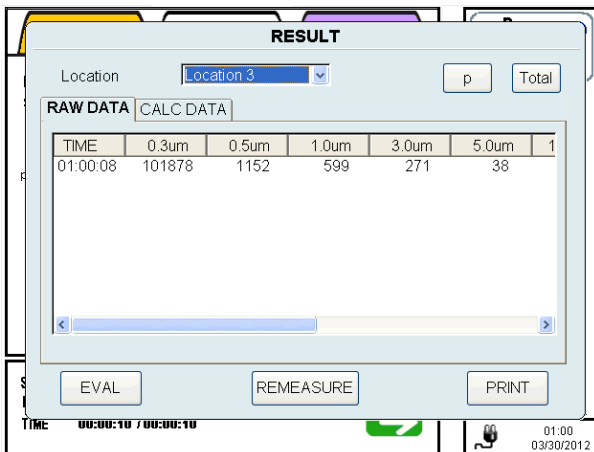 RESULT
Location Location 3 p Total
RAW DATA CALC DATA
TIME 0.3um 0.5um 1.0um 3.0um 5.0um 1
01:00:08 101878 1152 599 271 38
EVAL REMEASURE PRINT
TIME 00:00:10 / 00:00:10
01:00
03/30/2012